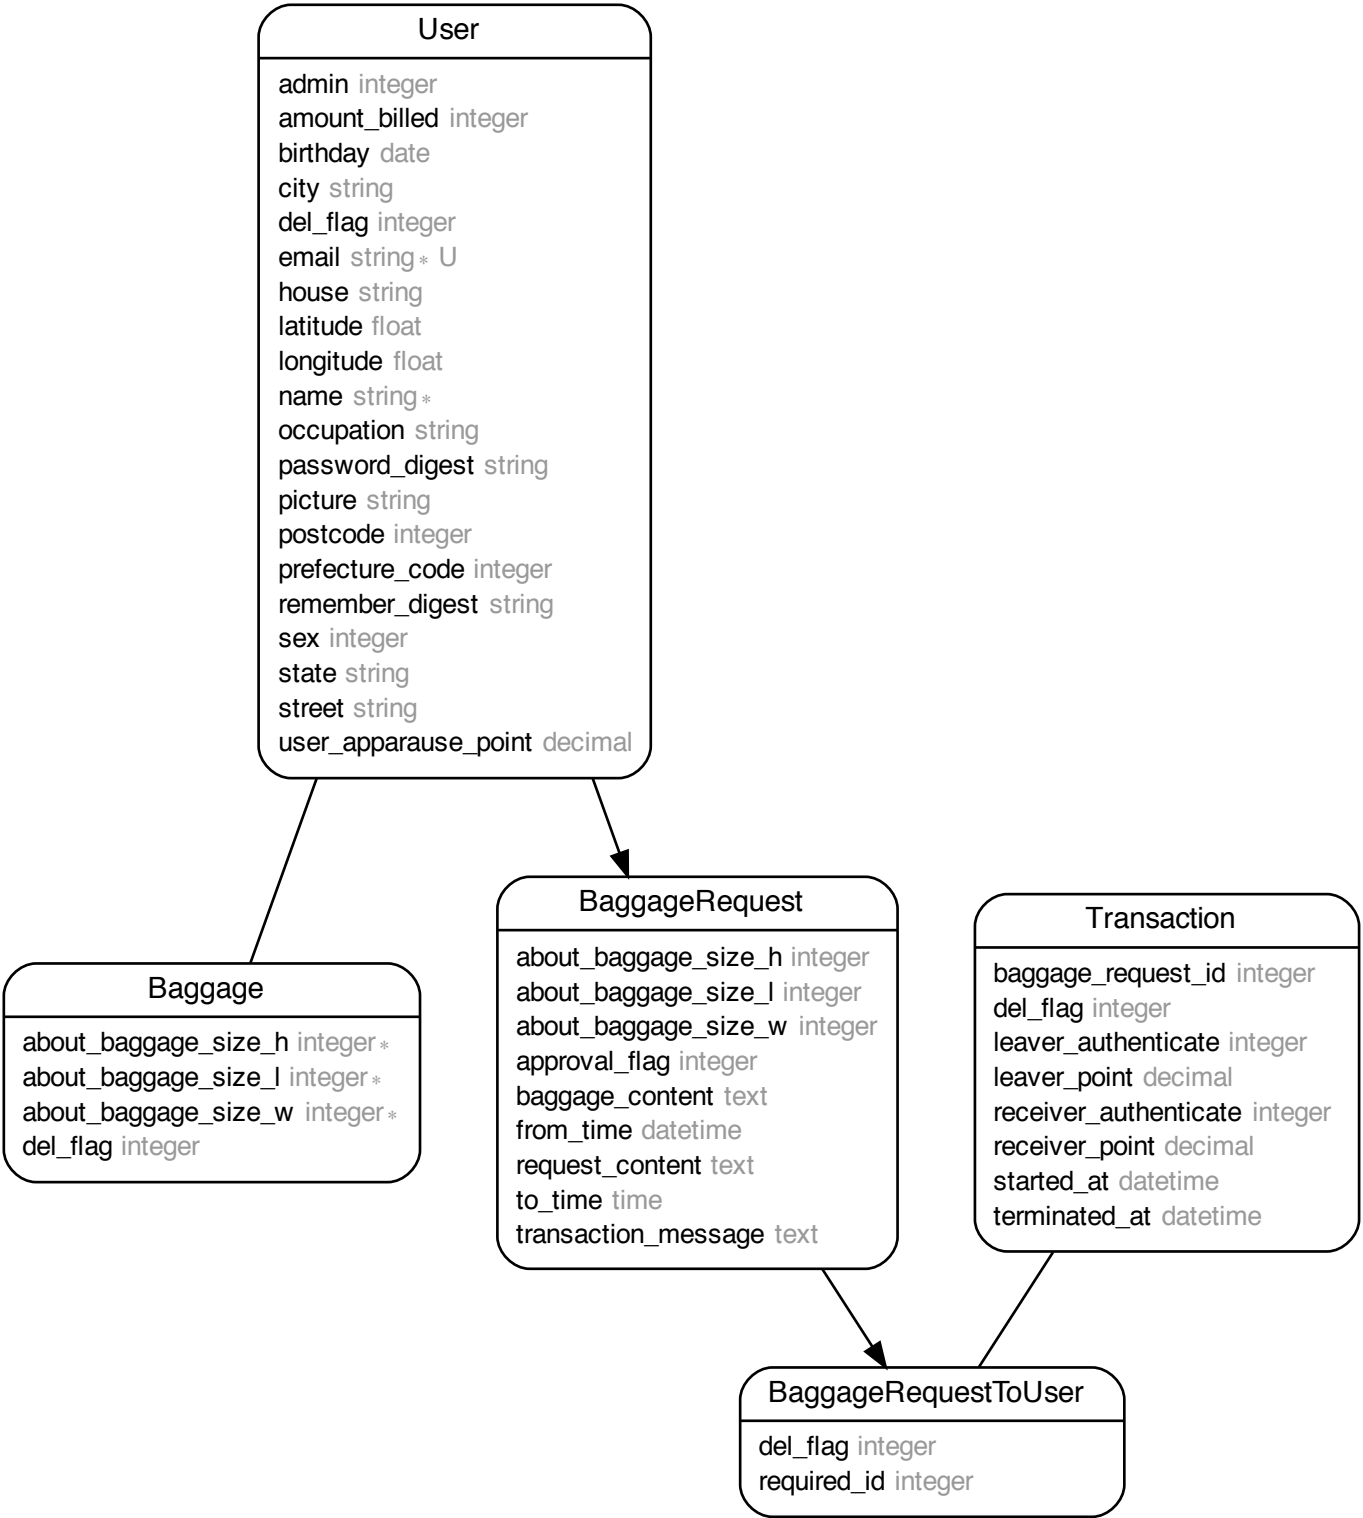 User
admin integer
amount_billed integer
birthday date
city string
del_flag integer
email string∗ U
house string
latitude float
longitude float
name string∗
occupation string
password_digest string
picture string
postcode integer
prefecture_code integer
remember_digest string
sex integer
state string
street string
user_apparause_point decimal
Baggage
about_baggage_size_h integer∗
about_baggage_size_l integer∗
about_baggage_size_w integer∗
del_flag integer
BaggageRequest
about_baggage_size_h integer
about_baggage_size_l integer
about_baggage_size_w integer
approval_flag integer
baggage_content text
from_time datetime
request_content text
to_time time
transaction_message text
Transaction
baggage_request_id integer
del_flag integer
leaver_authenticate integer
leaver_point decimal
receiver_authenticate integer
receiver_point decimal
started_at datetime
terminated_at datetime
BaggageRequestToUser
del_flag integer
required_id integer